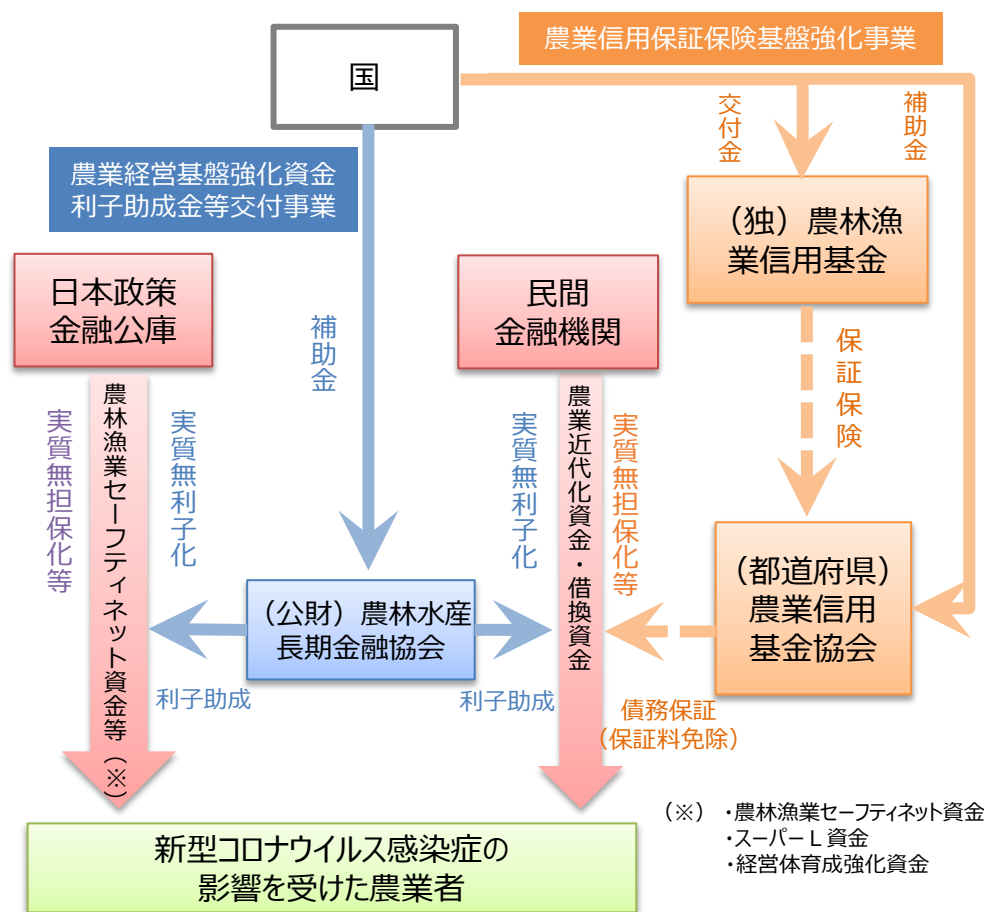 農業信用保証保険基盤強化事業
国
交付金
補助金
農業経営基盤強化資金
利子助成金等交付事業
(独)農林漁
業信用基金
日本政策
金融公庫
民間
金融機関
補助金
保証保険
実質無担保化等
農林漁業セーフティネット資金等(※)
実質無利子化
実質無利子化
農業近代化資金・借換資金
実質無担保化等
(公財)農林水産
長期金融協会
(都道府県)
農業信用
基金協会
利子助成
利子助成
債務保証
(保証料免除)
(※) ・農林漁業セーフティネット資金
・スーパーL資金
・経営体育成強化資金
新型コロナウイルス感染症の
影響を受けた農業者